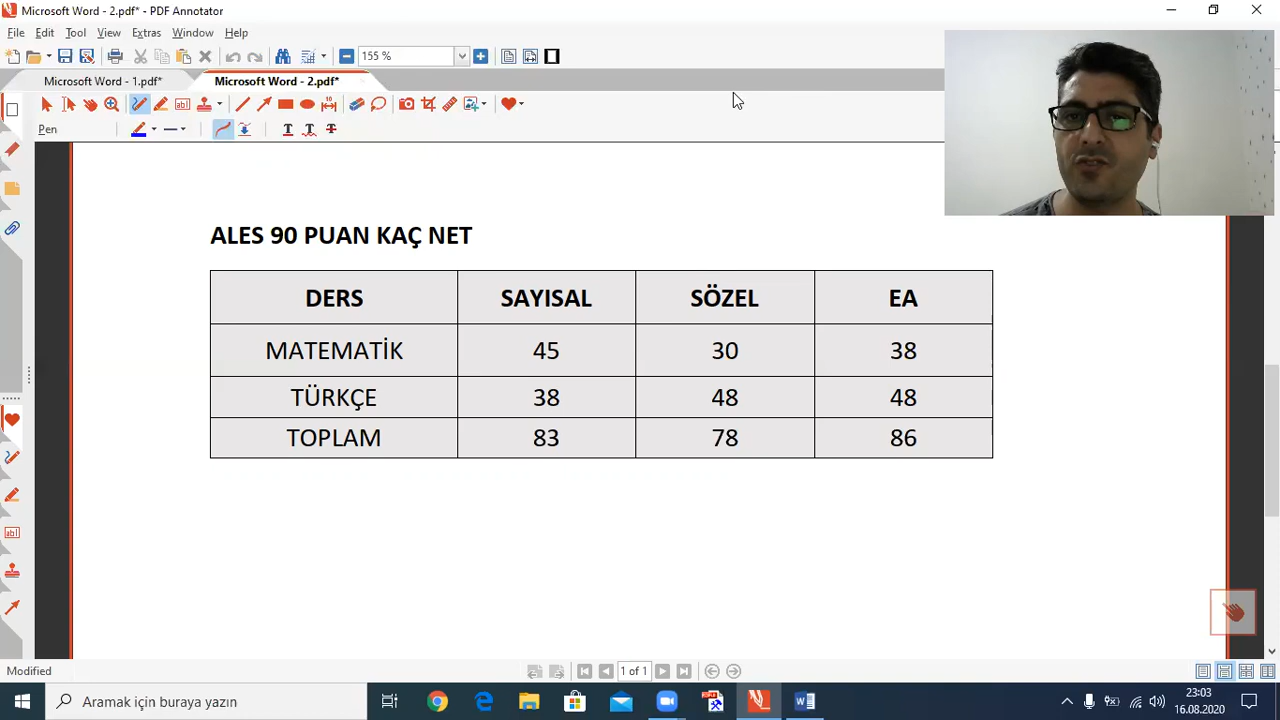 Microsoft Word - 2.pdf* - PDF Annotator
File Edit Tool View Extras Window Help
155 %
Microsoft Word - 1.pdf* Microsoft Word - 2.pdf*
Pen
ALES 90 PUAN KAÇ NET
DERS SAYISAL SÖZEL EA
MATEMATİK 45 30 38
TÜRKÇE 38 48 48
TOPLAM 83 78 86
Modified 1 of 1
Aramak için buraya yazın 23:03
16.08.2020